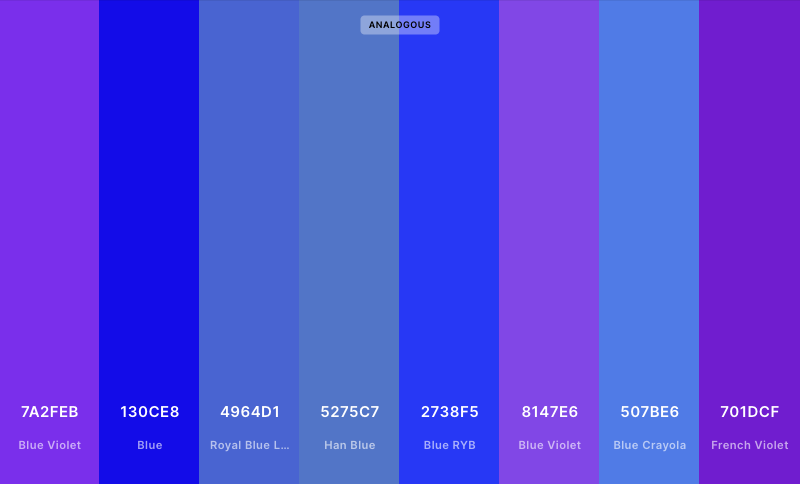 ANALOGOUS
7A2FEB 130CE8 4964D1 5275C7 2738F5 8147E6 507BE6 701DCF
Blue Violet Blue Royal Blue L... Han Blue Blue RYB Blue Violet Blue Crayola French Violet